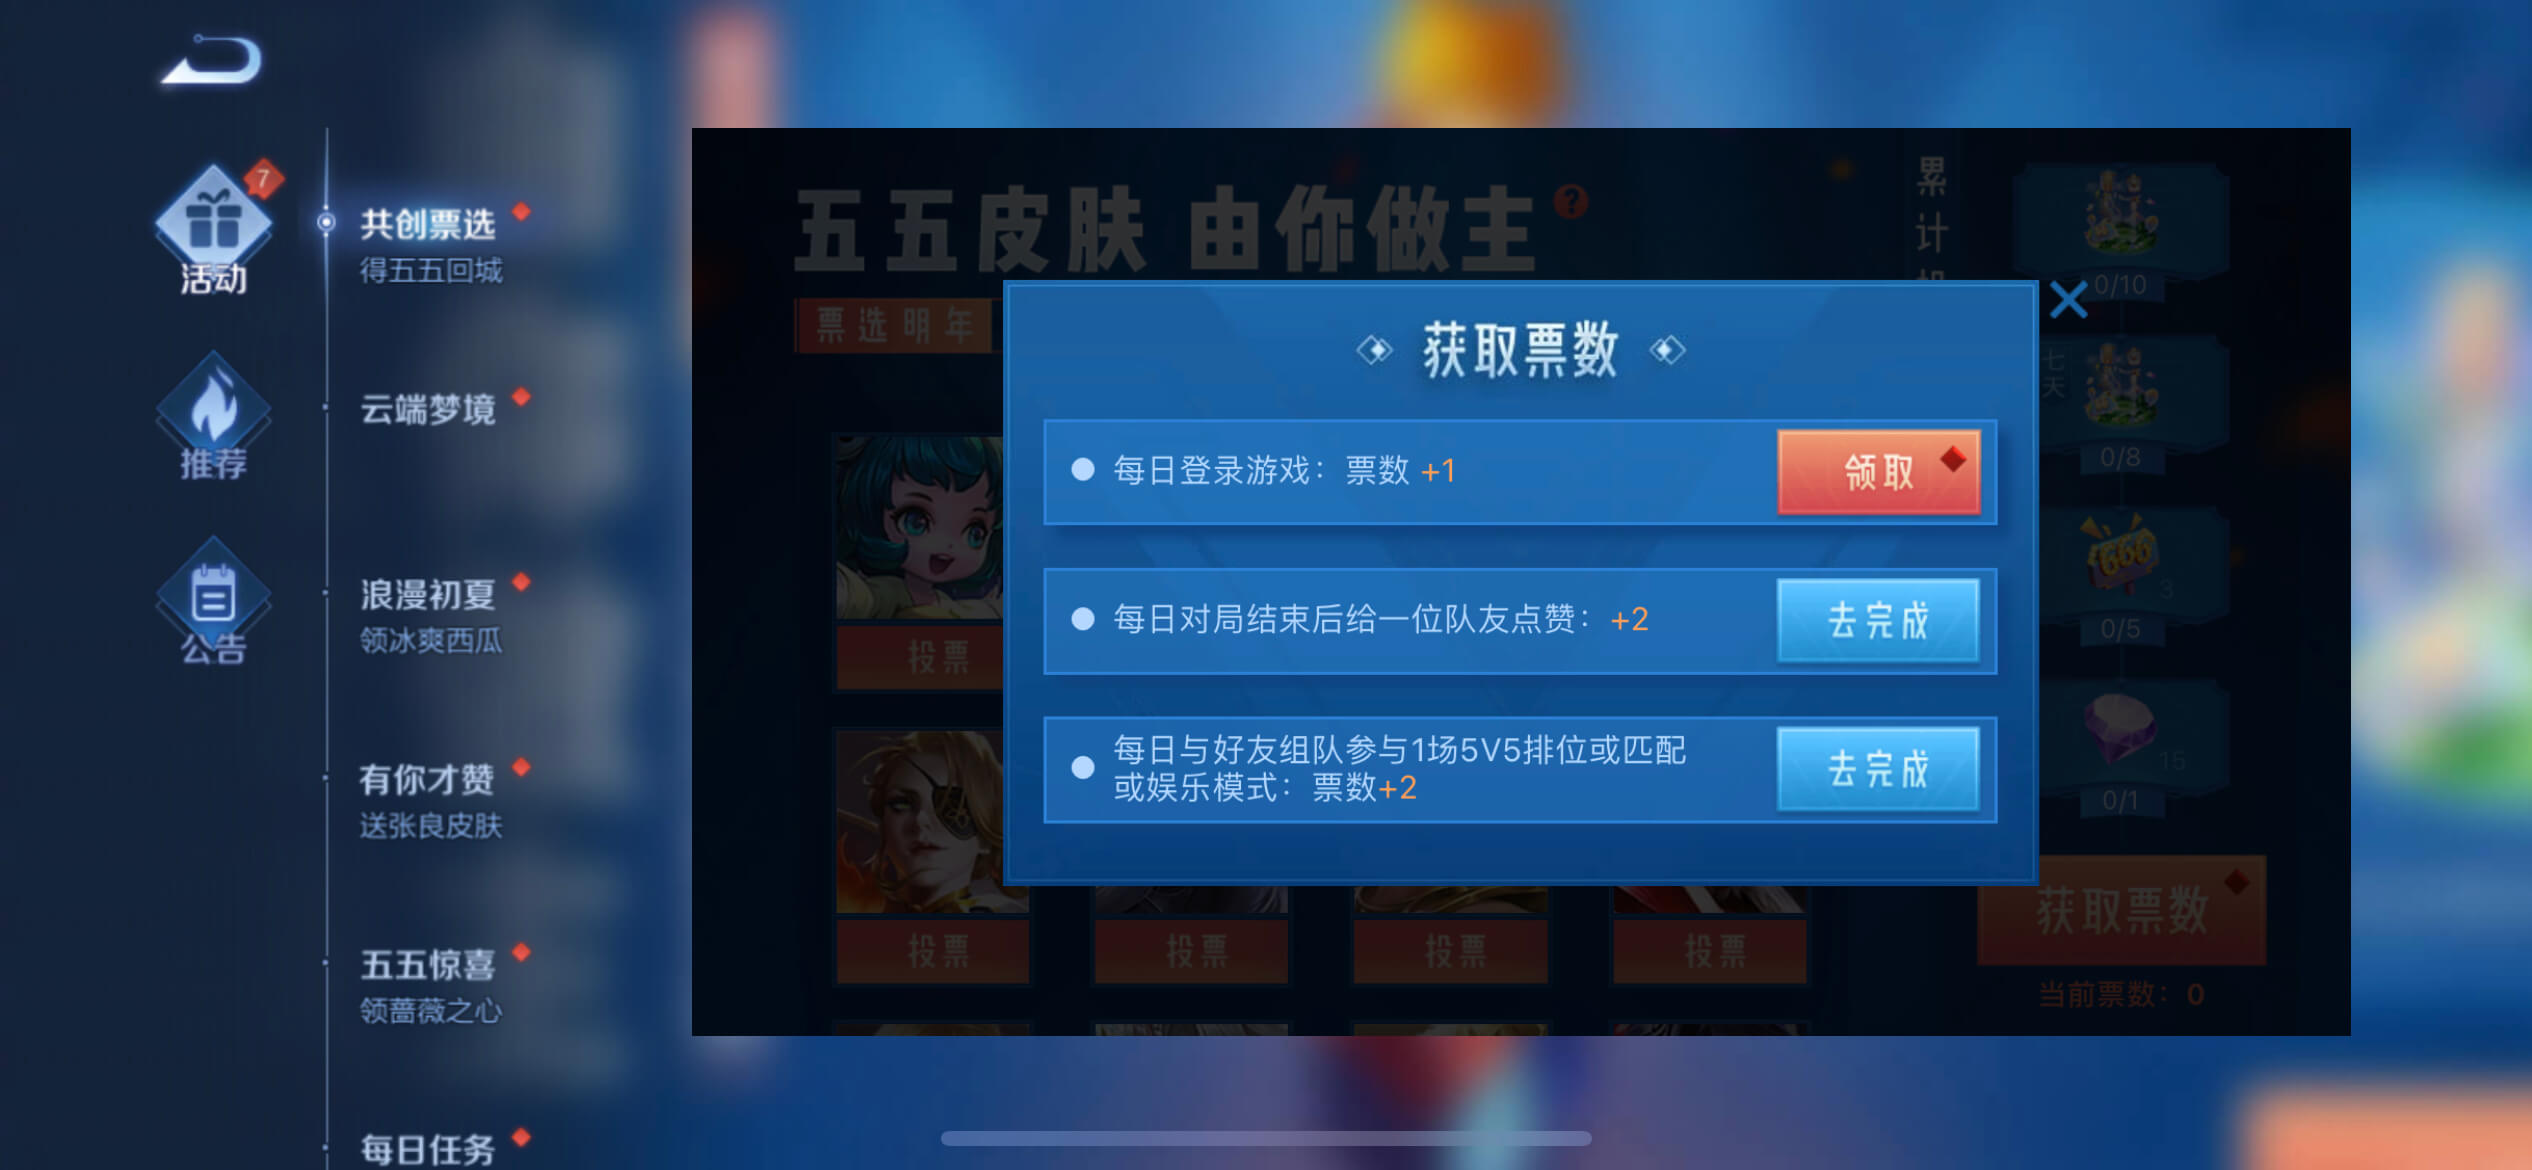 7
活动
推荐
公告
共创票选
得五五回城
云端梦境
浪漫初夏
领冰爽西瓜
有你才赞
送张良皮肤
五五惊喜
领蔷薇之心
每日任务
五五皮肤 由你做主
?
票选明年
累计
获取票数
每日登录游戏：票数 +1
领取
每日对局结束后给一位队友点赞：+2
去完成
每日与好友组队参与1场5V5排位或匹配
或娱乐模式：票数+2
去完成
投票
投票
投票
投票
投票
0/10
七天
0/8
666
3
0/5
15
0/1
获取票数
当前票数：0